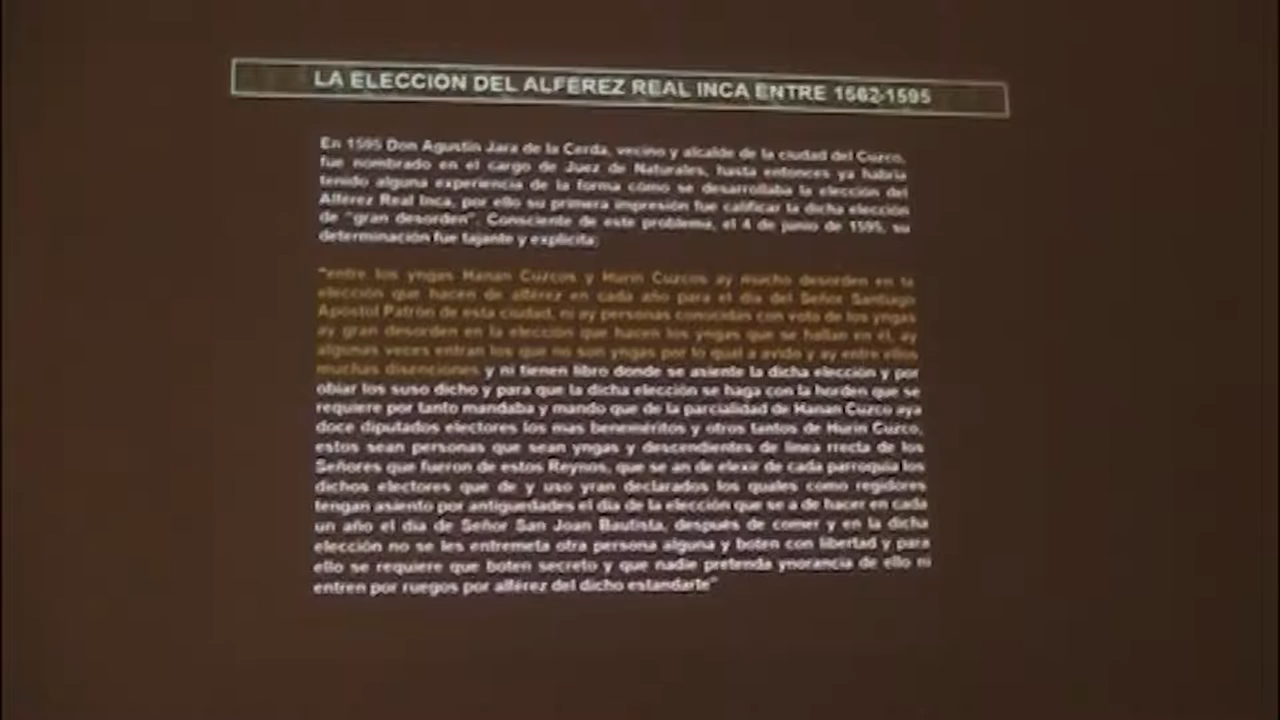 LA ELECCION DEL ALFEREZ REAL INCA ENTRE 1562-1595
En 1595 Don Agustín Jara de la Cerda, vecino y alcalde de la ciudad del Cuzco,
fue nombrado en el cargo de Juez de Naturales, hasta entonces ya habría
tenido alguna experiencia de la forma como se desarrollaba la elección del
Alférez Real Inca, por ello su primera impresión fue calificar la dicha elección
de "gran desorden". Consciente de este problema, el 4 de junio de 1595, su
determinación fue tajante y explícita:
"entre los yngas Hanan Cuzcos y Hurin Cuzcos ay mucho desorden en la
elección que hacen de alférez en cada año para el día del Señor Santiago
Apostol Patrón de esta ciudad, ni ay personas conocidas con voto de los yngas
ay gran desorden en la elección que hacen los yngas que se hallan en él, ay
algunas veces entran los que no son yngas por lo qual a avido y ay entre ellos
muchas disenciones y ni tienen libro donde se asiente la dicha elección y por
obiar los suso dicho y para que la dicha elección se haga con la horden que se
requiere por tanto mandaba y mando que de la parcialidad de Hanan Cuzco aya
doce diputados electores los mas beneméritos y otros tantos de Hurin Cuzco,
estos sean personas que sean yngas y descendientes de linea rrecta de los
Señores que fueron de estos Reynos, que se an de elexir de cada parroquia los
dichos electores que de y uso yran declarados los quales como regidores
tengan asiento por antiguedades el dia de la elección que se a de hacer en cada
un año el dia de Señor San Joan Bautista, después de comer y en la dicha
elección no se les entremeta otra persona alguna y boten con libertad y para
ello se requiere que boten secreto y que nadie pretenda ynorancia de ello ni
entren por ruegos por alférez del dicho estandarte"